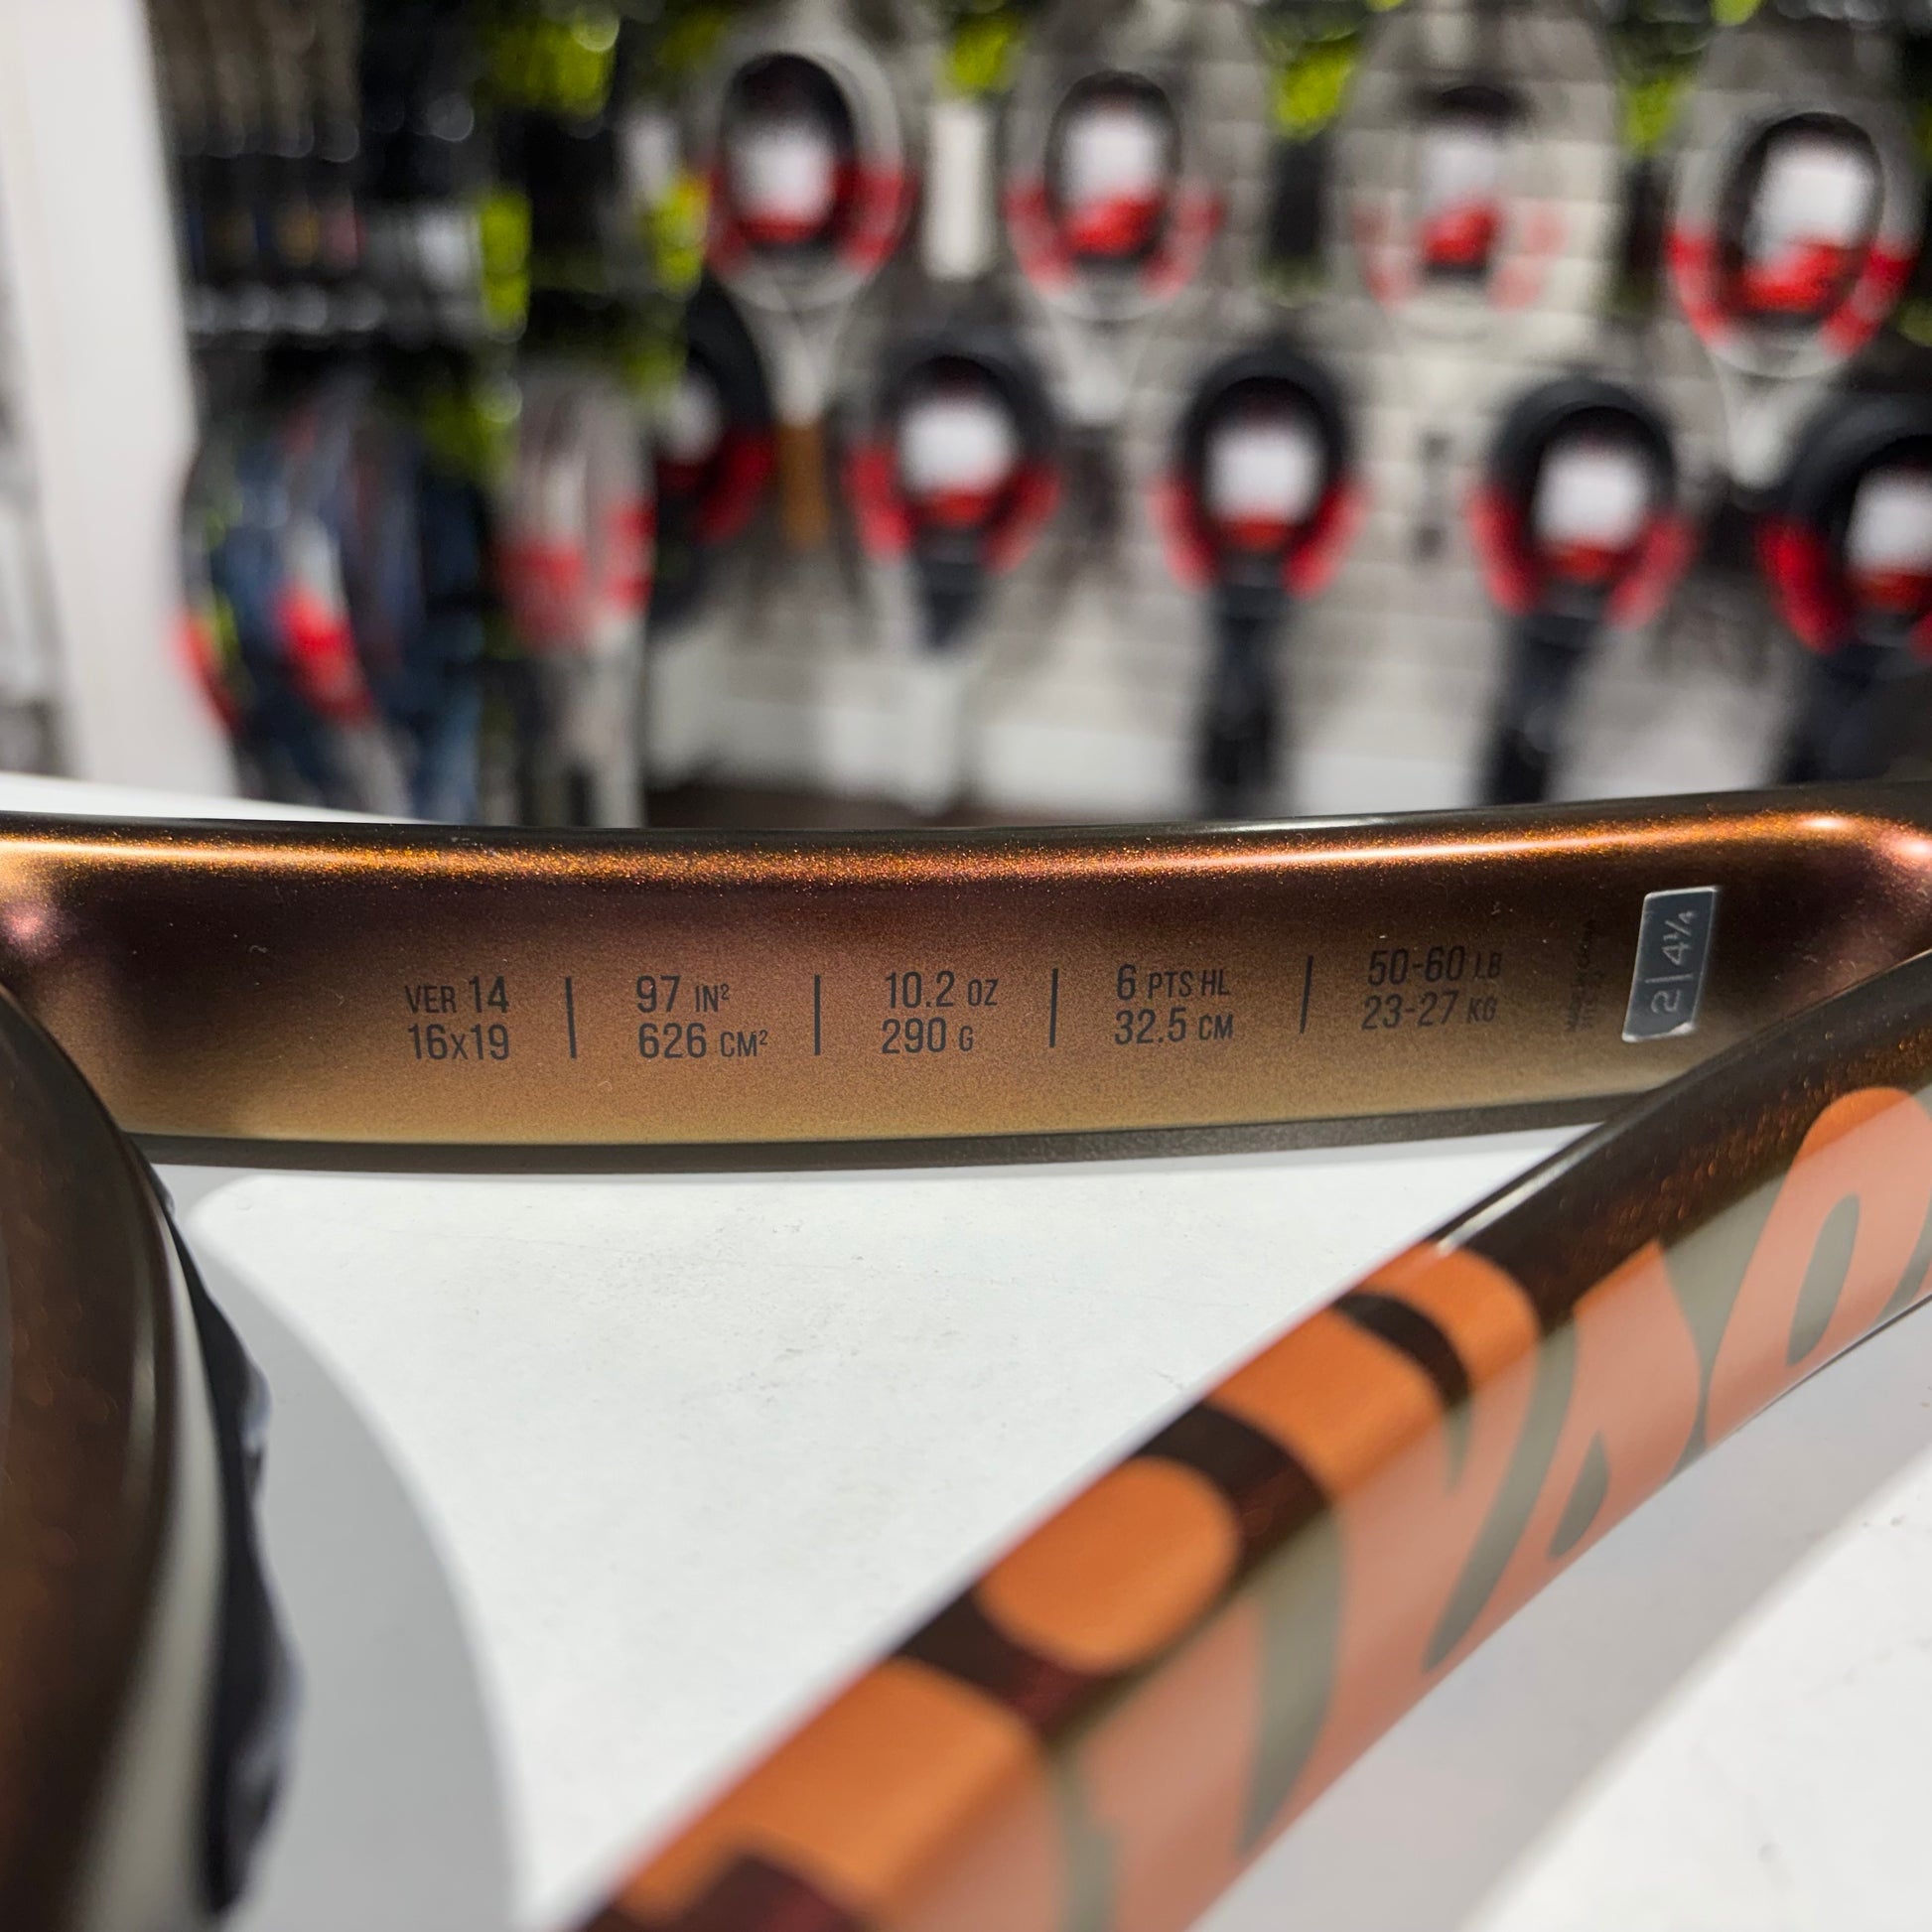 VER 14
16x19
97 IN²
626 CM²
10.2 OZ
290 G
6 PTS HL
32.5 CM
50-60 LB
23-27 KG
2 | 4¼